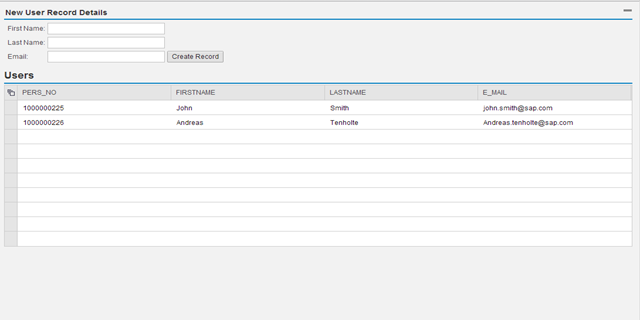 New User Record Details
First Name:
Last Name:
Email: Create Record
Users
PERS_NO FIRSTNAME LASTNAME E_MAIL
1000000225 John Smith john.smith@sap.com
1000000226 Andreas Tenholte Andreas.tenholte@sap.com